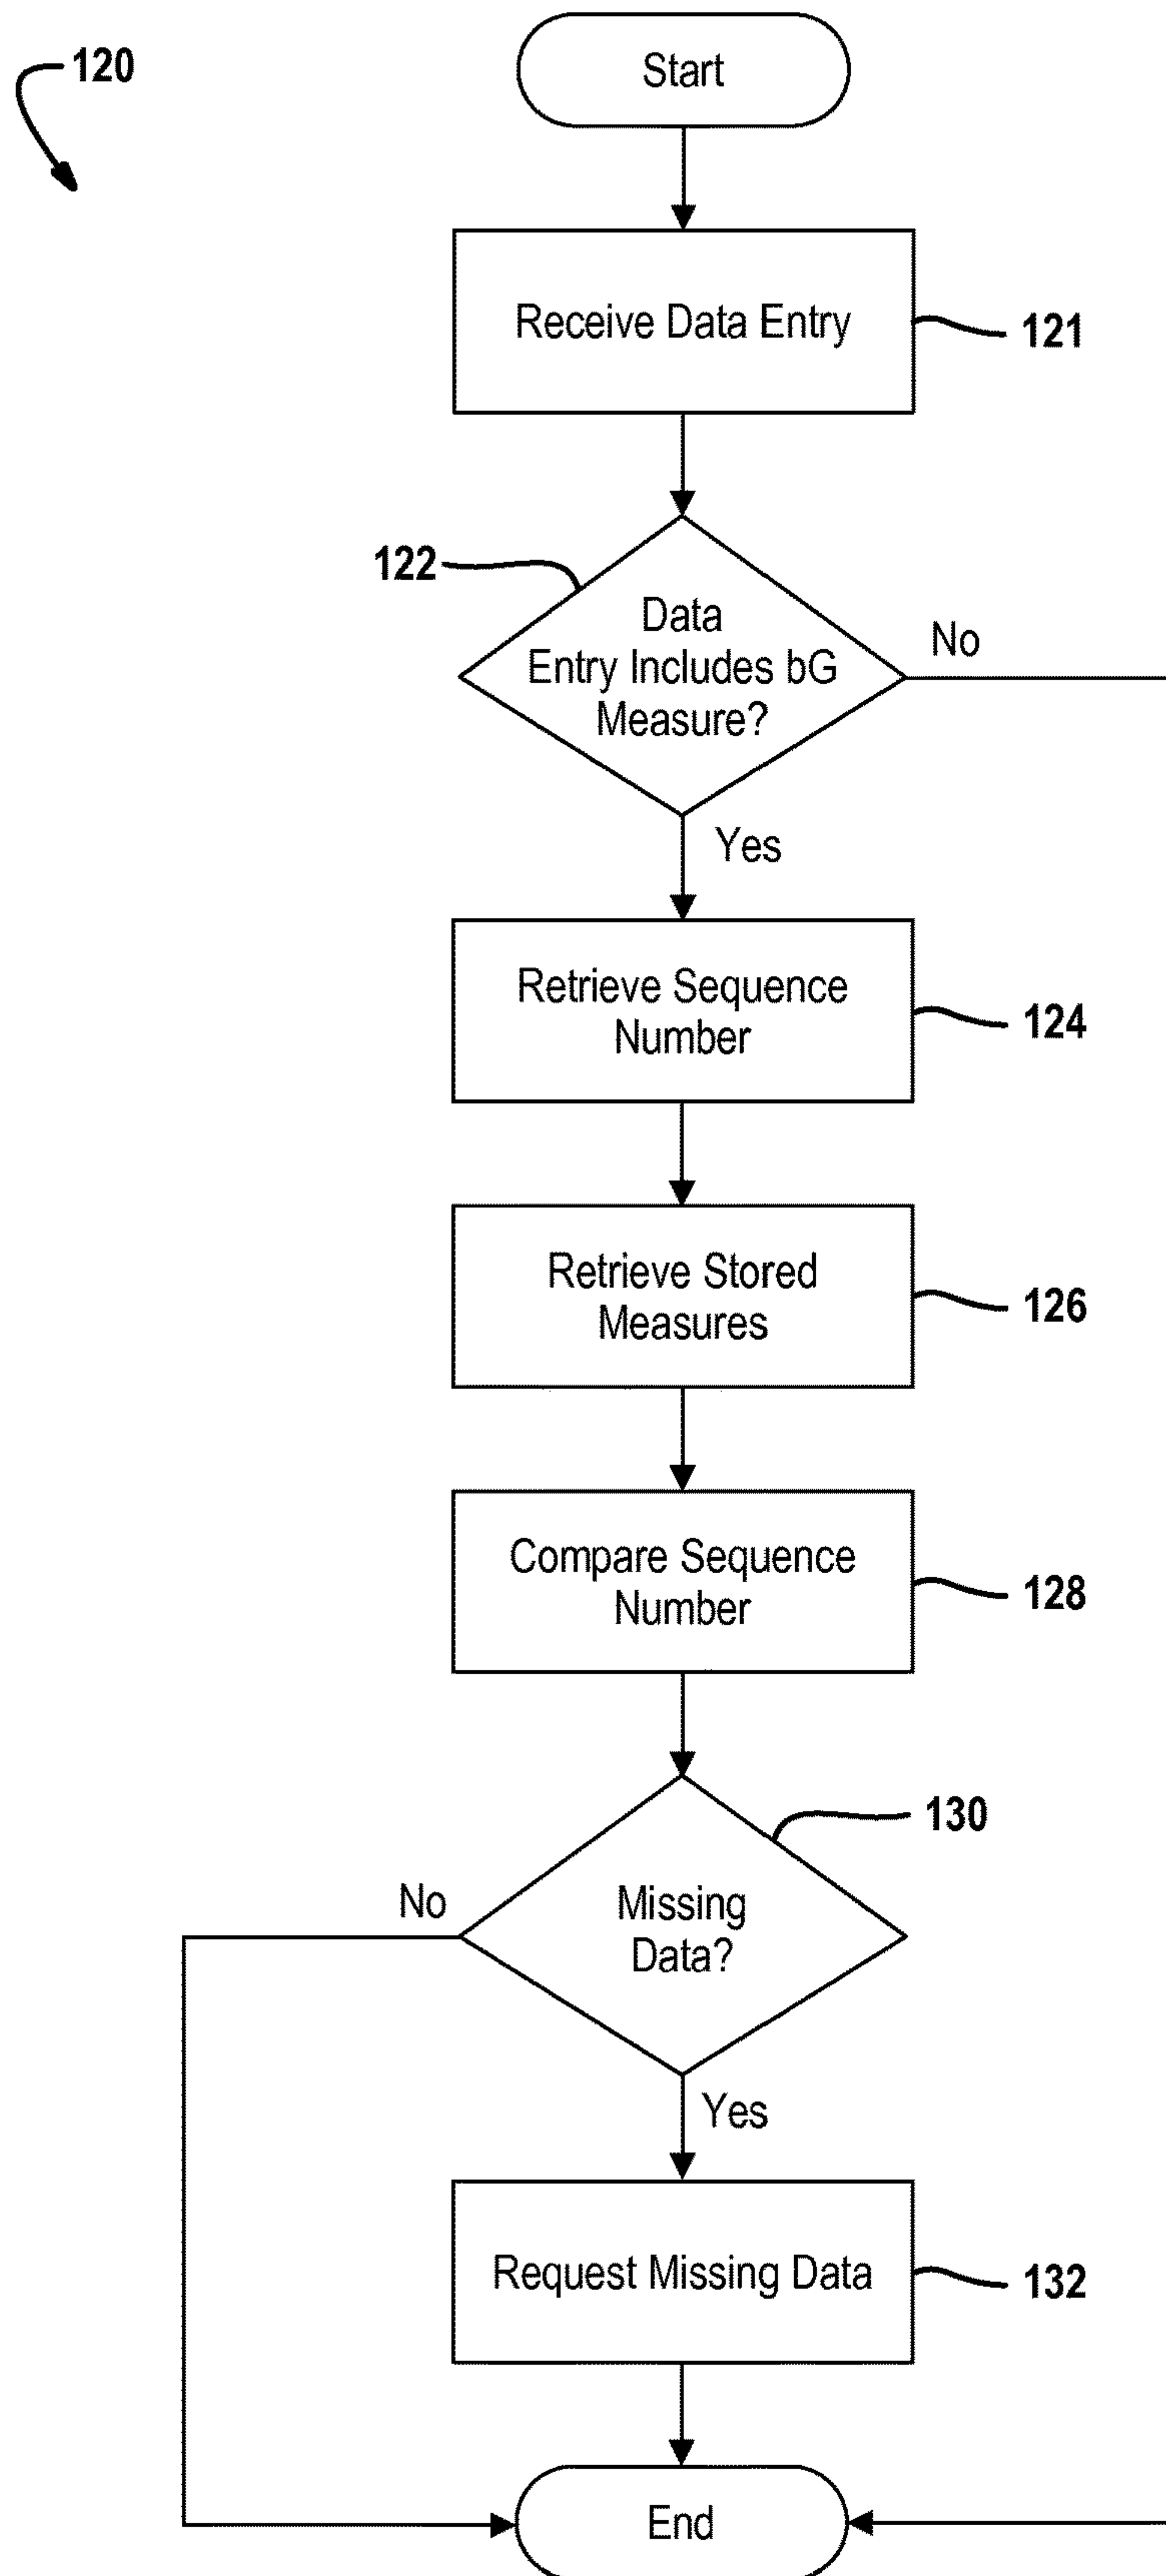 120
Start
Receive Data Entry
121
122
Data
Entry Includes bG
Measure?
No
Yes
Retrieve Sequence
Number
124
Retrieve Stored
Measures
126
Compare Sequence
Number
128
130
Missing
Data?
No
Yes
Request Missing Data
132
End